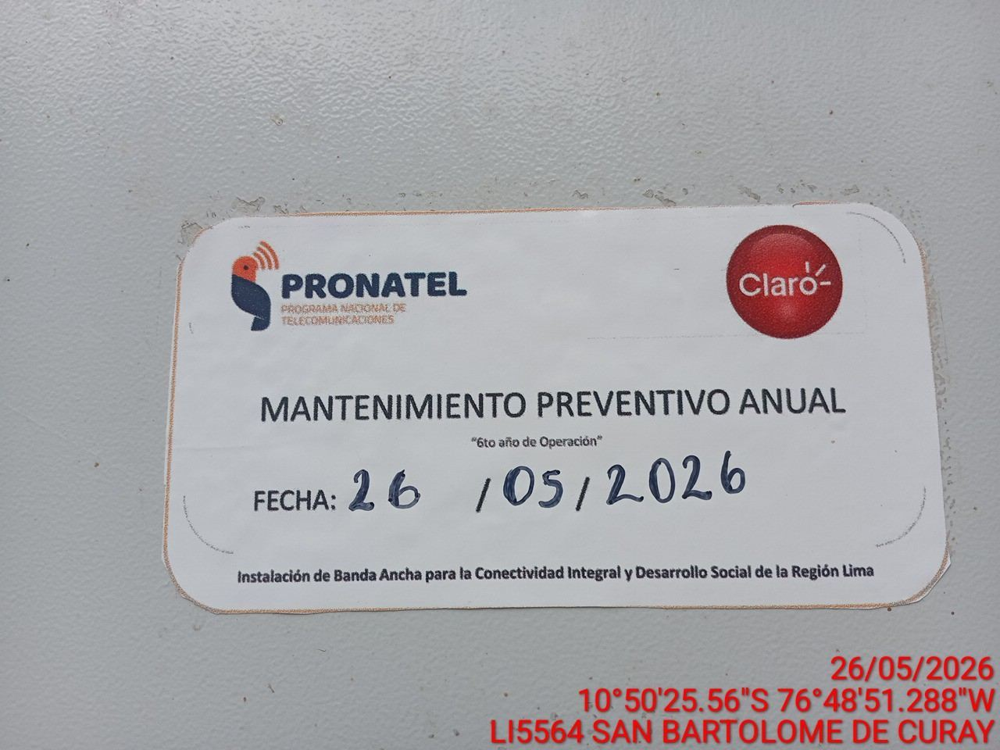 PRONATEL
PROGRAMA NACIONAL DE
TELECOMUNICACIONES
Claro
MANTENIMIENTO PREVENTIVO ANUAL
"6to año de Operación"
FECHA: 26 /05/2026
Instalación de Banda Ancha para la Conectividad Integral y Desarrollo Social de la Región Lima
26/05/2026
10°50'25.56"S 76°48'51.288"W
LI5564 SAN BARTOLOME DE CURAY